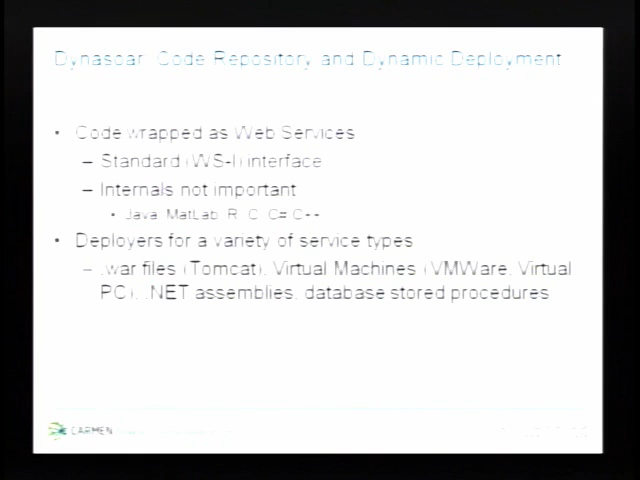 Dynasoar: Code Repository and Dynamic Deployment
• Code wrapped as Web Services
– Standard (WS-I) interface
– Internals not important
• Java, MatLab, R, C, C#, C++
• Deployers for a variety of service types
– .war files (Tomcat), Virtual Machines (VMWare, Virtual
PC), .NET assemblies, database stored procedures
CARMEN